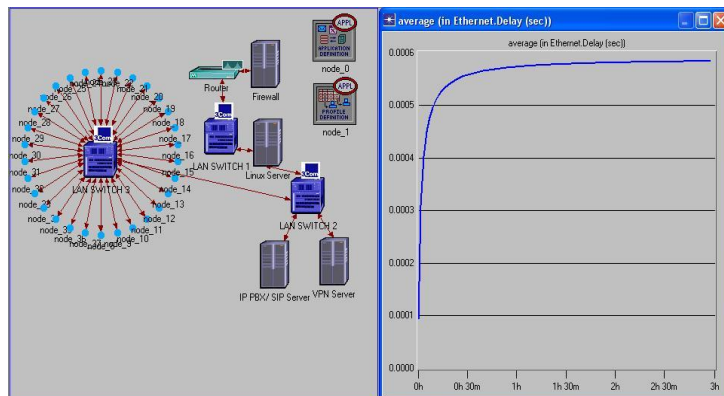 average (in Ethernet.Delay (sec))
APPL
APPLICATION
DEFINITION
node_0
APPL
PROFILE
DEFINITION
node_1
Router
Firewall
3Com
LAN SWITCH 1
Linux Server
LAN SWITCH 2
IP PBX/ SIP Server
VPN Server
3Com
LAN SWITCH 3
node_20
node_19
node_18
node_17
node_16
node_15
node_14
node_13
node_12
node_11
node_10
node_26
node_27
node_28
node_29
node_30
node_31
average (in Ethernet.Delay (sec))
0.0006
0.0005
0.0004
0.0003
0.0002
0.0001
0.0000
0h
0h 30m
1h
1h 30m
2h
2h 30m
3h